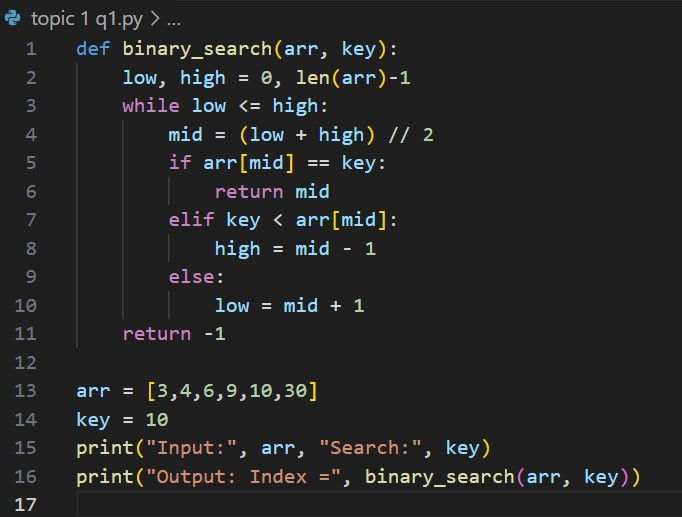 topic 1 q1.py > ...
1 def binary_search(arr, key):
2     low, high = 0, len(arr)-1
3     while low <= high:
4         mid = (low + high) // 2
5         if arr[mid] == key:
6             return mid
7         elif key < arr[mid]:
8             high = mid - 1
9         else:
10             low = mid + 1
11     return -1
12
13 arr = [3,4,6,9,10,30]
14 key = 10
15 print("Input:", arr, "Search:", key)
16 print("Output: Index =", binary_search(arr, key))
17